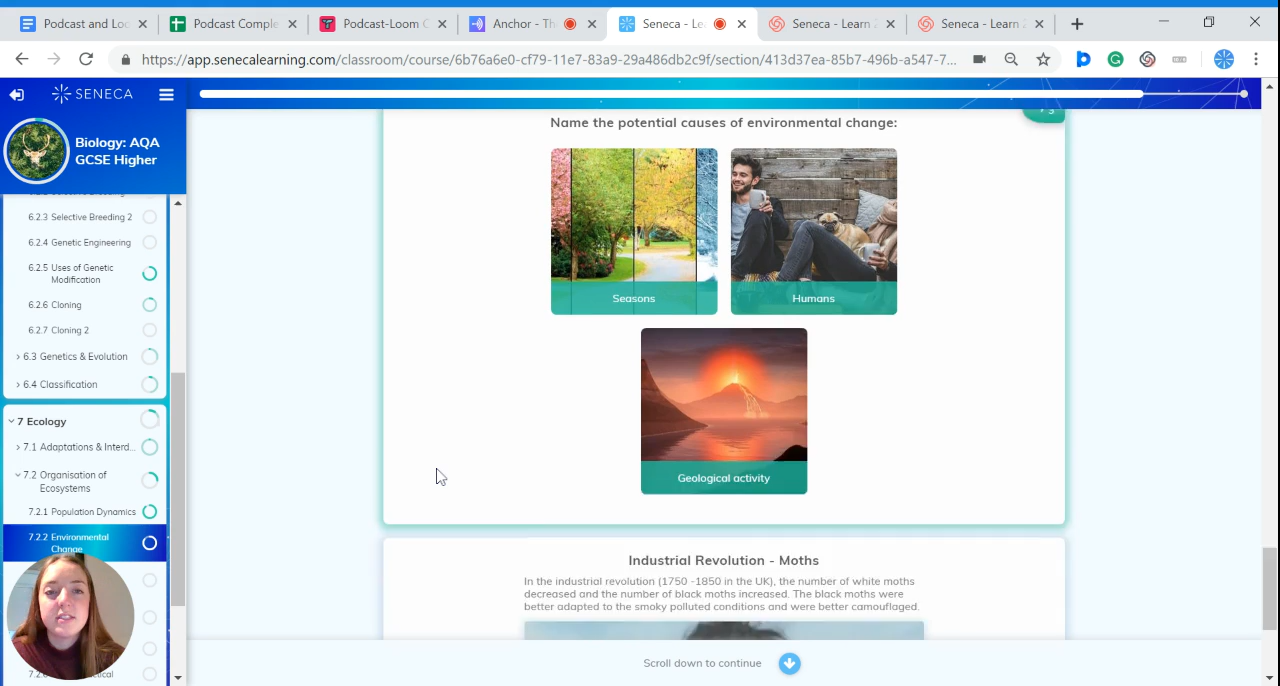 Podcast and Loo
Podcast Comple
Podcast-Loom C
Anchor - Th
Seneca - Le
Seneca - Learn 2
Seneca - Learn 2
https://app.senecalearning.com/classroom/course/6b76a6e0-cf79-11e7-83a9-29a486db2c9f/section/413d37ea-85b7-496b-a547-7...
SENECA
Biology: AQA
GCSE Higher
6.2.3 Selective Breeding 2
6.2.4 Genetic Engineering
6.2.5 Uses of Genetic
Modification
6.2.6 Cloning
6.2.7 Cloning 2
6.3 Genetics & Evolution
6.4 Classification
7 Ecology
7.1 Adaptations & Interd...
7.2 Organisation of
Ecosystems
7.2.1 Population Dynamics
7.2.2 Environmental
Change
Name the potential causes of environmental change:
Seasons
Humans
Geological activity
Industrial Revolution - Moths
In the industrial revolution (1750 -1850 in the UK), the number of white moths
decreased and the number of black moths increased. The black moths were
better adapted to the smoky polluted conditions and were better camouflaged.
Scroll down to continue